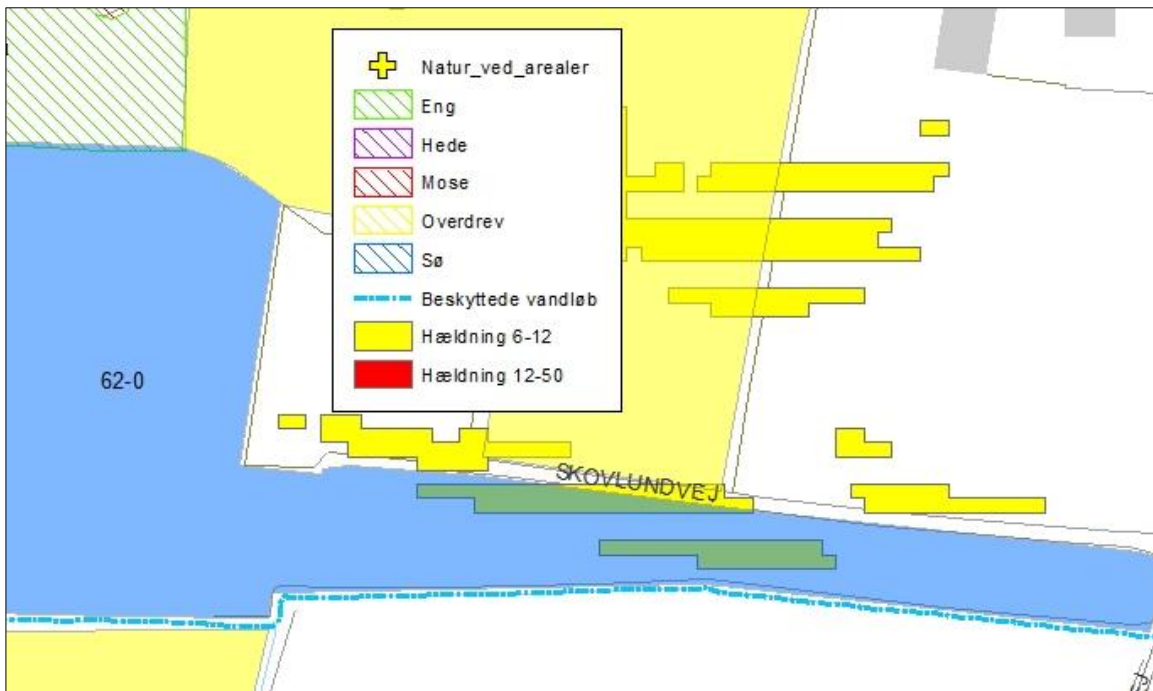 Natur_ved_arealer
Eng
Hede
Mose
Overdrev
Sø
Beskyttede vandløb
Hældning 6-12
Hældning 12-50
62-0
SKOVLUNDVEJ